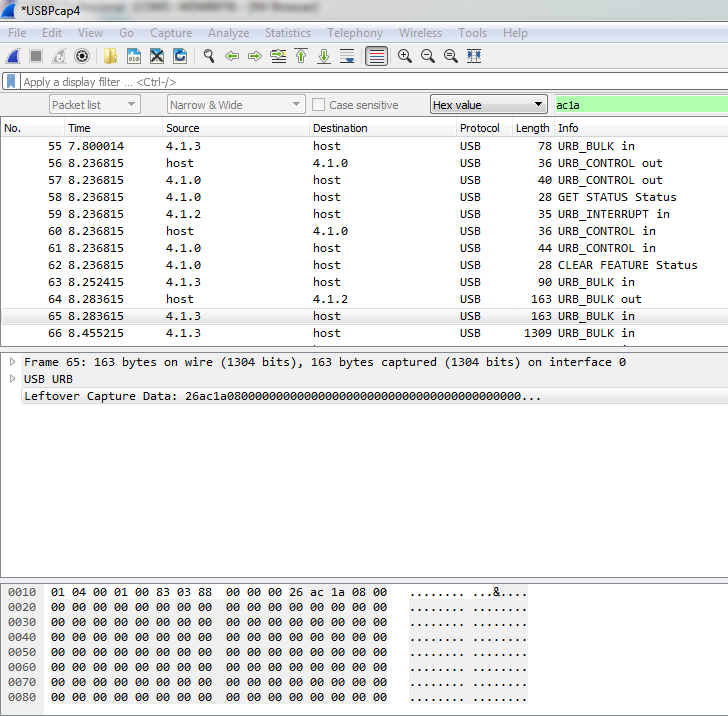 *USBPcap4
File Edit View Go Capture Analyze Statistics Telephony Wireless Tools Help
Apply a display filter ... <Ctrl-/>
Packet list Narrow & Wide Case sensitive Hex value ac1a
No. Time Source Destination Protocol Length Info
55 7.800014 4.1.3 host USB 78 URB_BULK in
56 8.236815 host 4.1.0 USB 36 URB_CONTROL out
57 8.236815 4.1.0 host USB 40 URB_CONTROL out
58 8.236815 4.1.0 host USB 28 GET STATUS Status
59 8.236815 4.1.2 host USB 35 URB_INTERRUPT in
60 8.236815 host 4.1.0 USB 36 URB_CONTROL in
61 8.236815 4.1.0 host USB 44 URB_CONTROL in
62 8.236815 4.1.0 host USB 28 CLEAR FEATURE Status
63 8.252415 4.1.3 host USB 90 URB_BULK in
64 8.283615 host 4.1.2 USB 163 URB_BULK out
65 8.283615 4.1.3 host USB 163 URB_BULK in
66 8.455215 4.1.3 host USB 1309 URB_BULK in
Frame 65: 163 bytes on wire (1304 bits), 163 bytes captured (1304 bits) on interface 0
USB URB
Leftover Capture Data: 26ac1a080000000000000000000000000000000000000000...
0010 01 04 00 01 00 83 03 88 00 00 00 26 ac 1a 08 00 ........ ...&....
0020 00 00 00 00 00 00 00 00 00 00 00 00 00 00 00 00 ........ ........
0030 00 00 00 00 00 00 00 00 00 00 00 00 00 00 00 00 ........ ........
0040 00 00 00 00 00 00 00 00 00 00 00 00 00 00 00 00 ........ ........
0050 00 00 00 00 00 00 00 00 00 00 00 00 00 00 00 00 ........ ........
0060 00 00 00 00 00 00 00 00 00 00 00 00 00 00 00 00 ........ ........
0070 00 00 00 00 00 00 00 00 00 00 00 00 00 00 00 00 ........ ........
0080 00 00 00 00 00 00 00 00 00 00 00 00 00 00 00 00 ........ ........